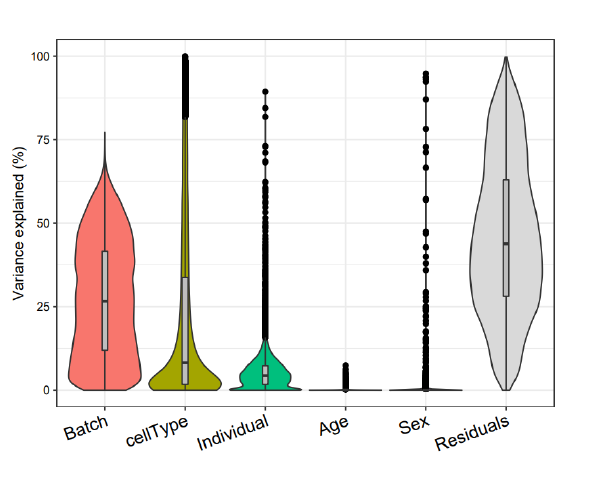 Variance explained (%)
100
75
50
25
0
Batch
cellType
Individual
Age
Sex
Residuals